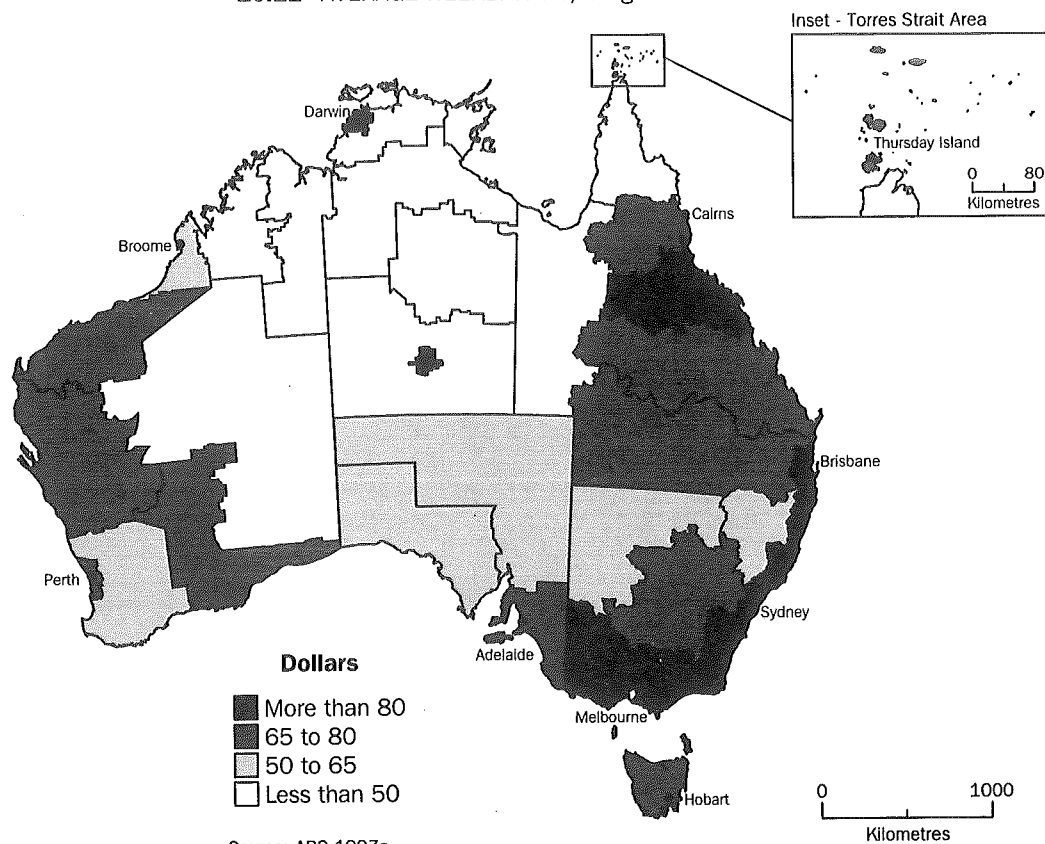 Inset - Torres Strait Area
Darwin
Thursday Island
0 80
Kilometres
Cairns
Broome
Brisbane
Perth
Sydney
Adelaide
Dollars
More than 80
65 to 80
50 to 65
Less than 50
Melbourne
Hobart
0 1000
Kilometres